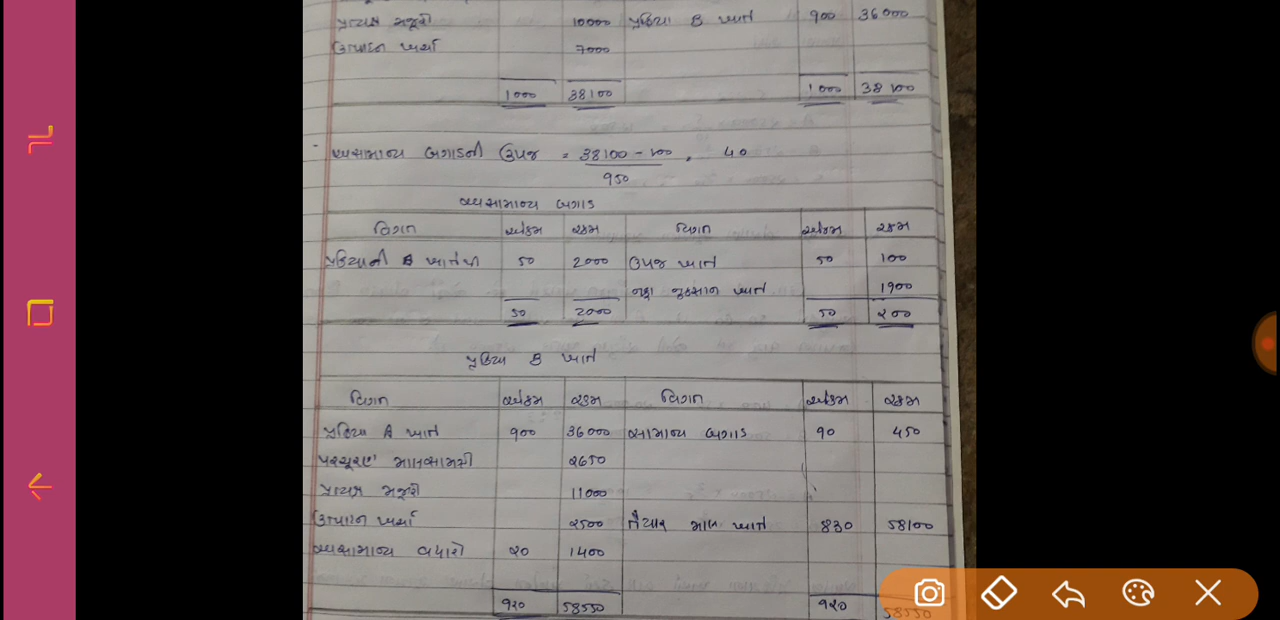 પ્રત્યક્ષ મજૂરી 10000 પ્રક્રિયા B ખાતે 900 36000
ઉત્પાદન ખર્ચા 7000
1000 38100 1000 38100
અસામાન્ય બગાડની ઉપજ = 38100 - 100 , 40
950
અસામાન્ય બગાડ
વિગત એકમ રકમ વિગત એકમ રકમ
પ્રક્રિયાની B ખાતેથી 50 2000 ઉપજ ખાતે 50 100
નફા નુકસાન ખાતે 1900
50 2000 50 200
પ્રક્રિયા B ખાતે
વિગત એકમ રકમ વિગત એકમ રકમ
પ્રક્રિયા A ખાતે 900 36000 સામાન્ય બગાડ 90 450
પરચૂરણ માલસામગ્રી 2650
પ્રત્યક્ષ મજૂરી 11000
ઉત્પાદન ખર્ચા 2500 તૈયાર માલ ખાતે 830 58100
અસામાન્ય વધારો 20 1400
920 58550 920 58550